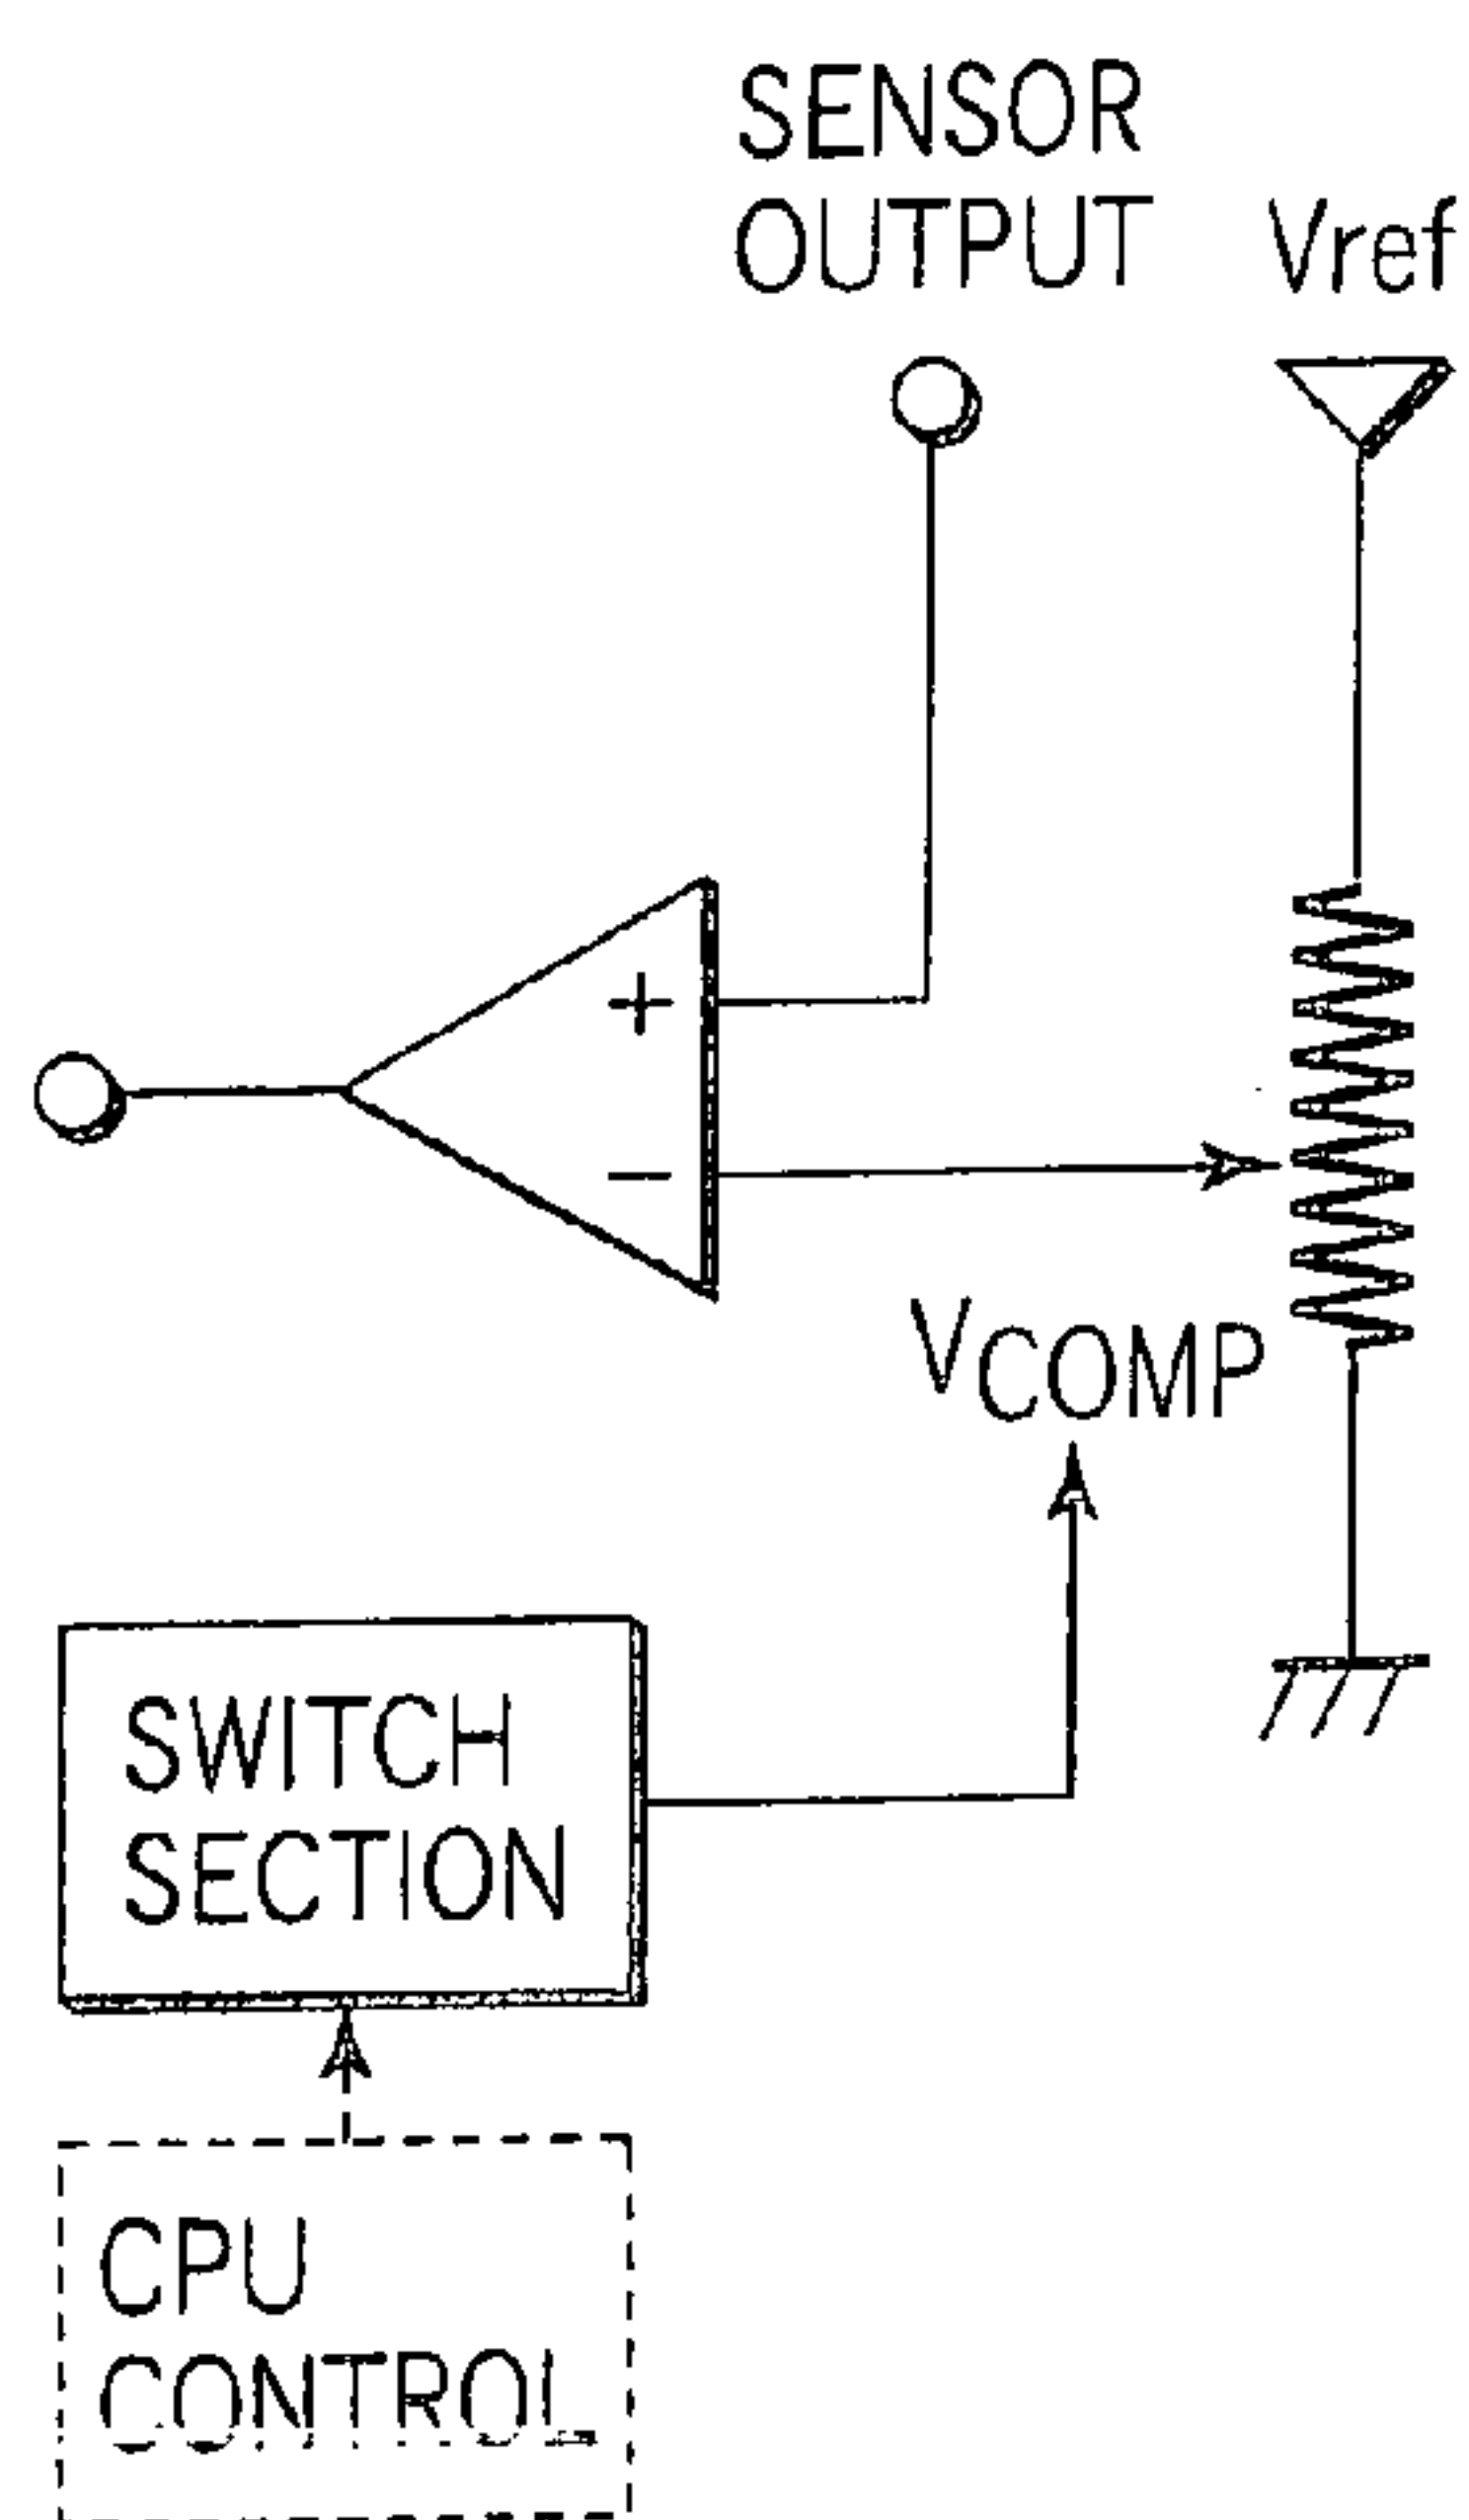 SENSOR
OUTPUT
Vref
+
−
VCOMP
SWITCH
SECTION
CPU
CONTROL